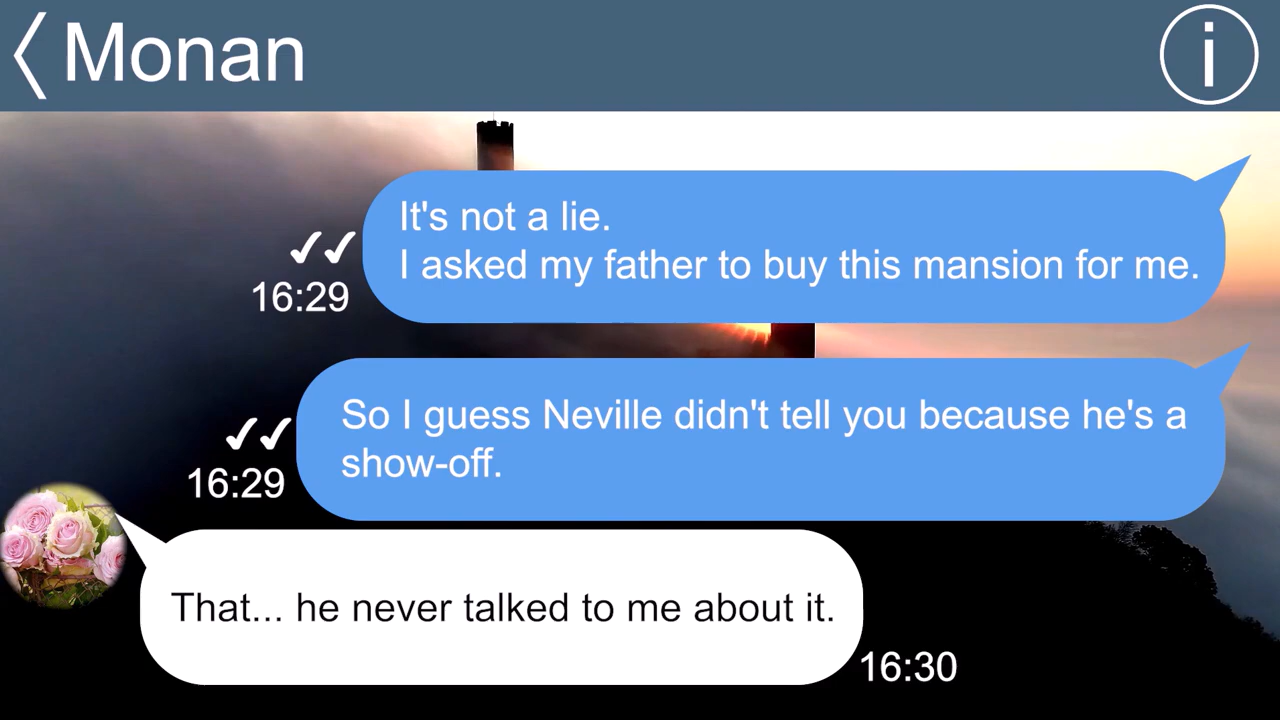 Monan
i
It's not a lie.
I asked my father to buy this mansion for me.
16:29
So I guess Neville didn't tell you because he's a
show-off.
16:29
That... he never talked to me about it.
16:30